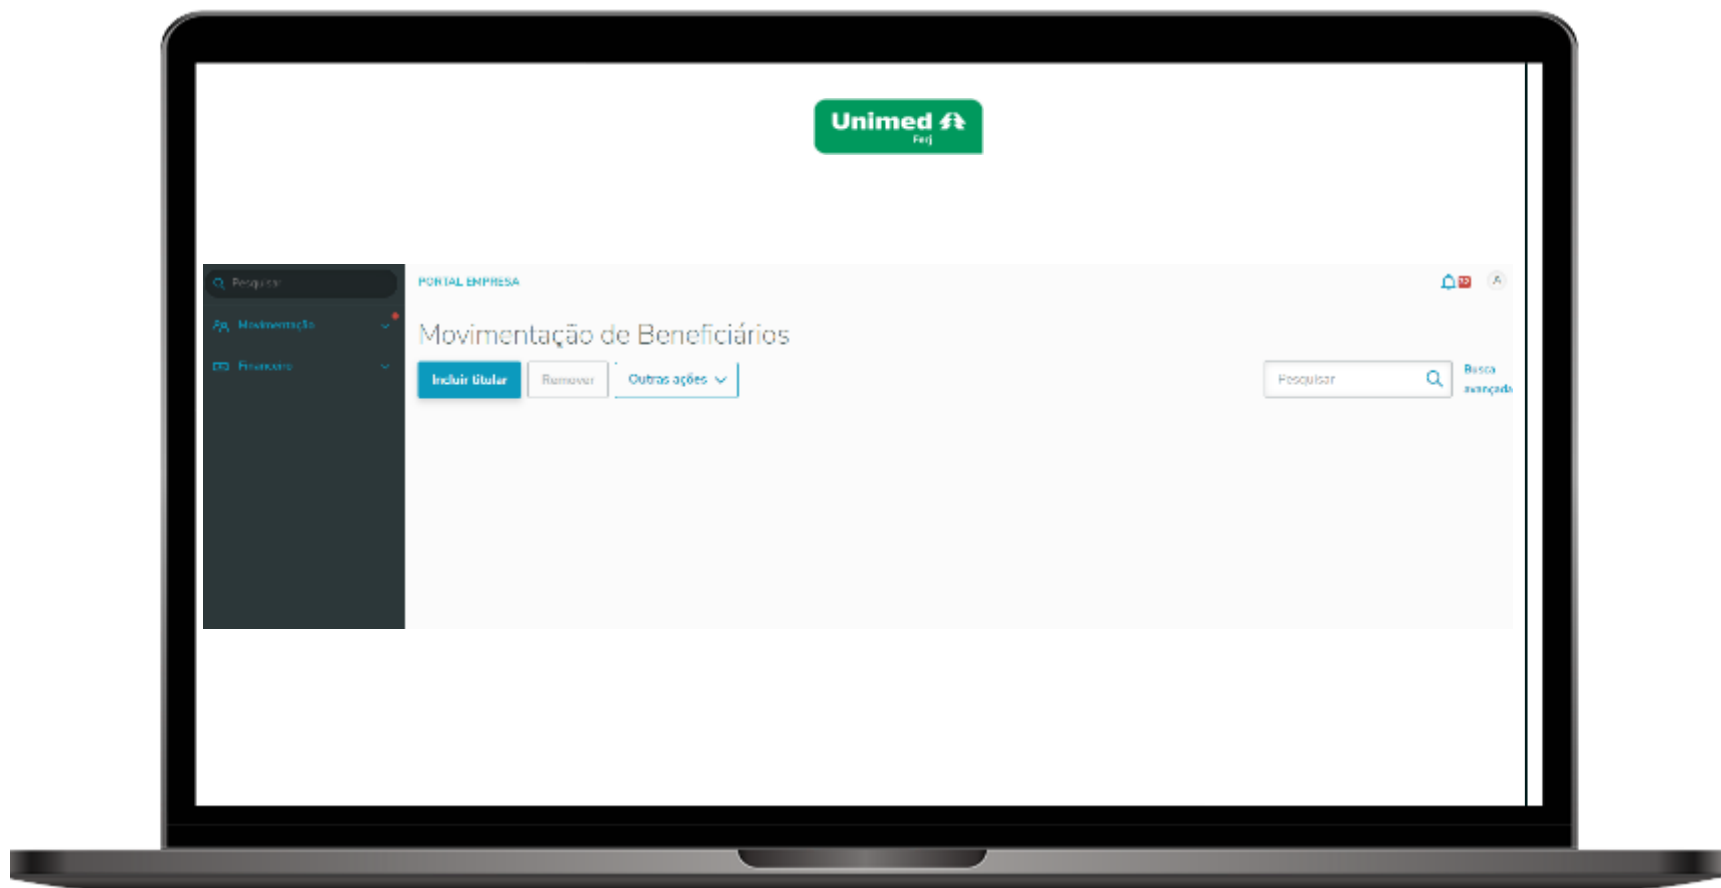 Unimed
Ferj
Pesquisar
PORTAL EMPRESA
Movimentação
Movimentação de Beneficiários
Financeiro
Incluir titular
Remover
Outras ações
Pesquisar
Busca
avançada